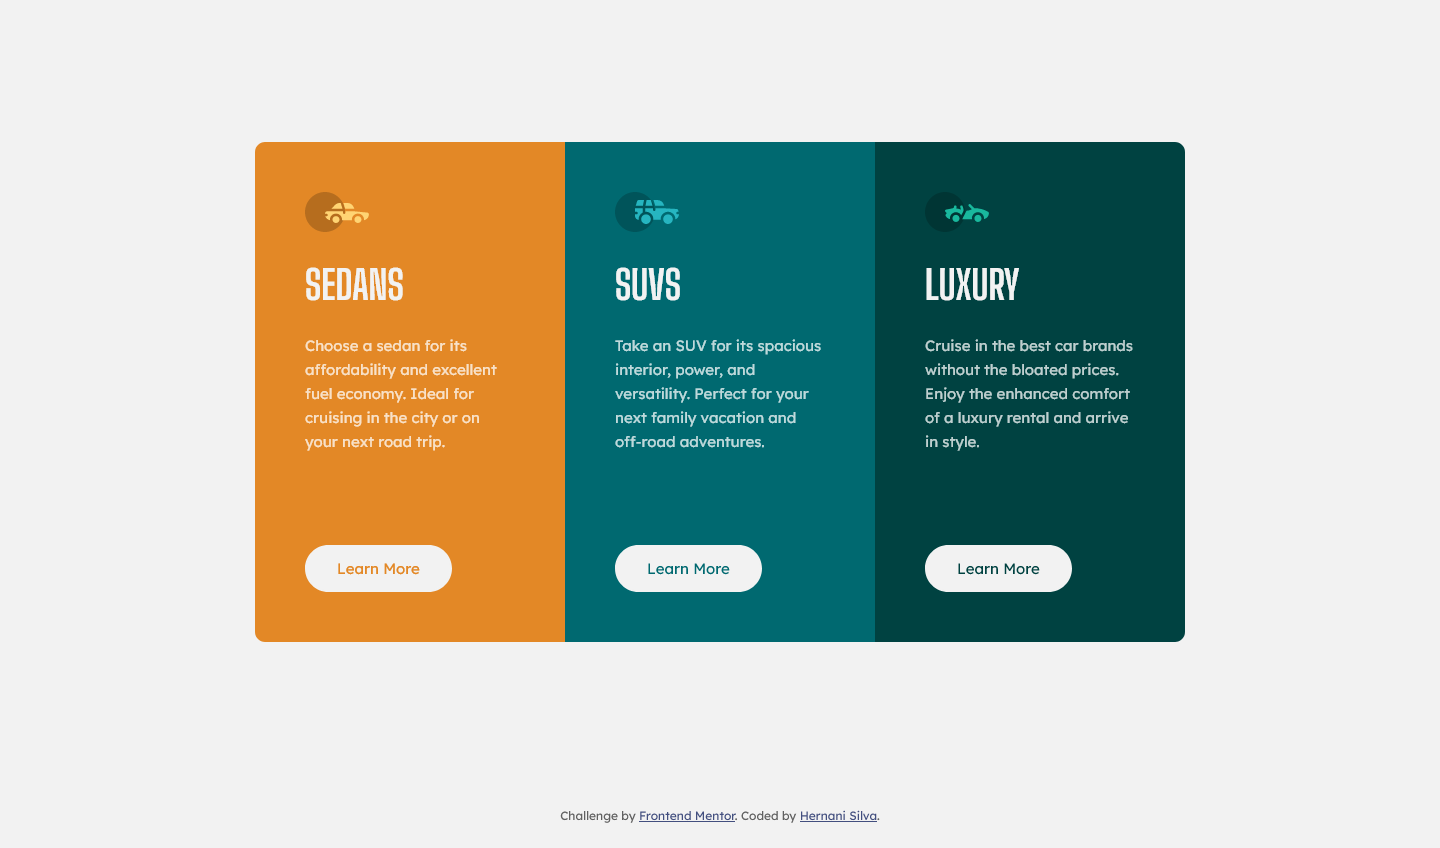 SEDANS
Choose a sedan for its
affordability and excellent
fuel economy. Ideal for
cruising in the city or on
your next road trip.
Learn More
SUVS
Take an SUV for its spacious
interior, power, and
versatility. Perfect for your
next family vacation and
off-road adventures.
Learn More
LUXURY
Cruise in the best car brands
without the bloated prices.
Enjoy the enhanced comfort
of a luxury rental and arrive
in style.
Learn More
Challenge by Frontend Mentor. Coded by Hernani Silva.